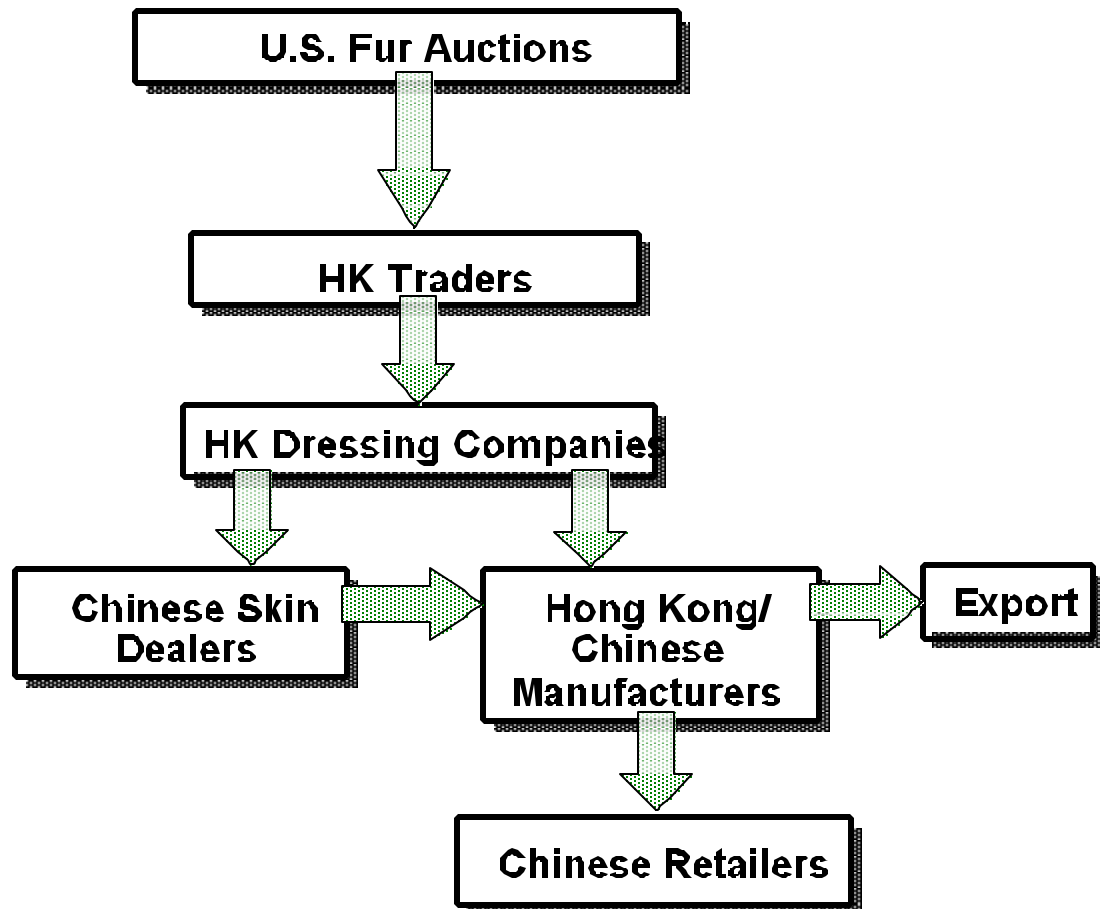 U.S. Fur Auctions
HK Traders
HK Dressing Companies
Chinese Skin
Dealers
Hong Kong/
Chinese
Manufacturers
Export
Chinese Retailers